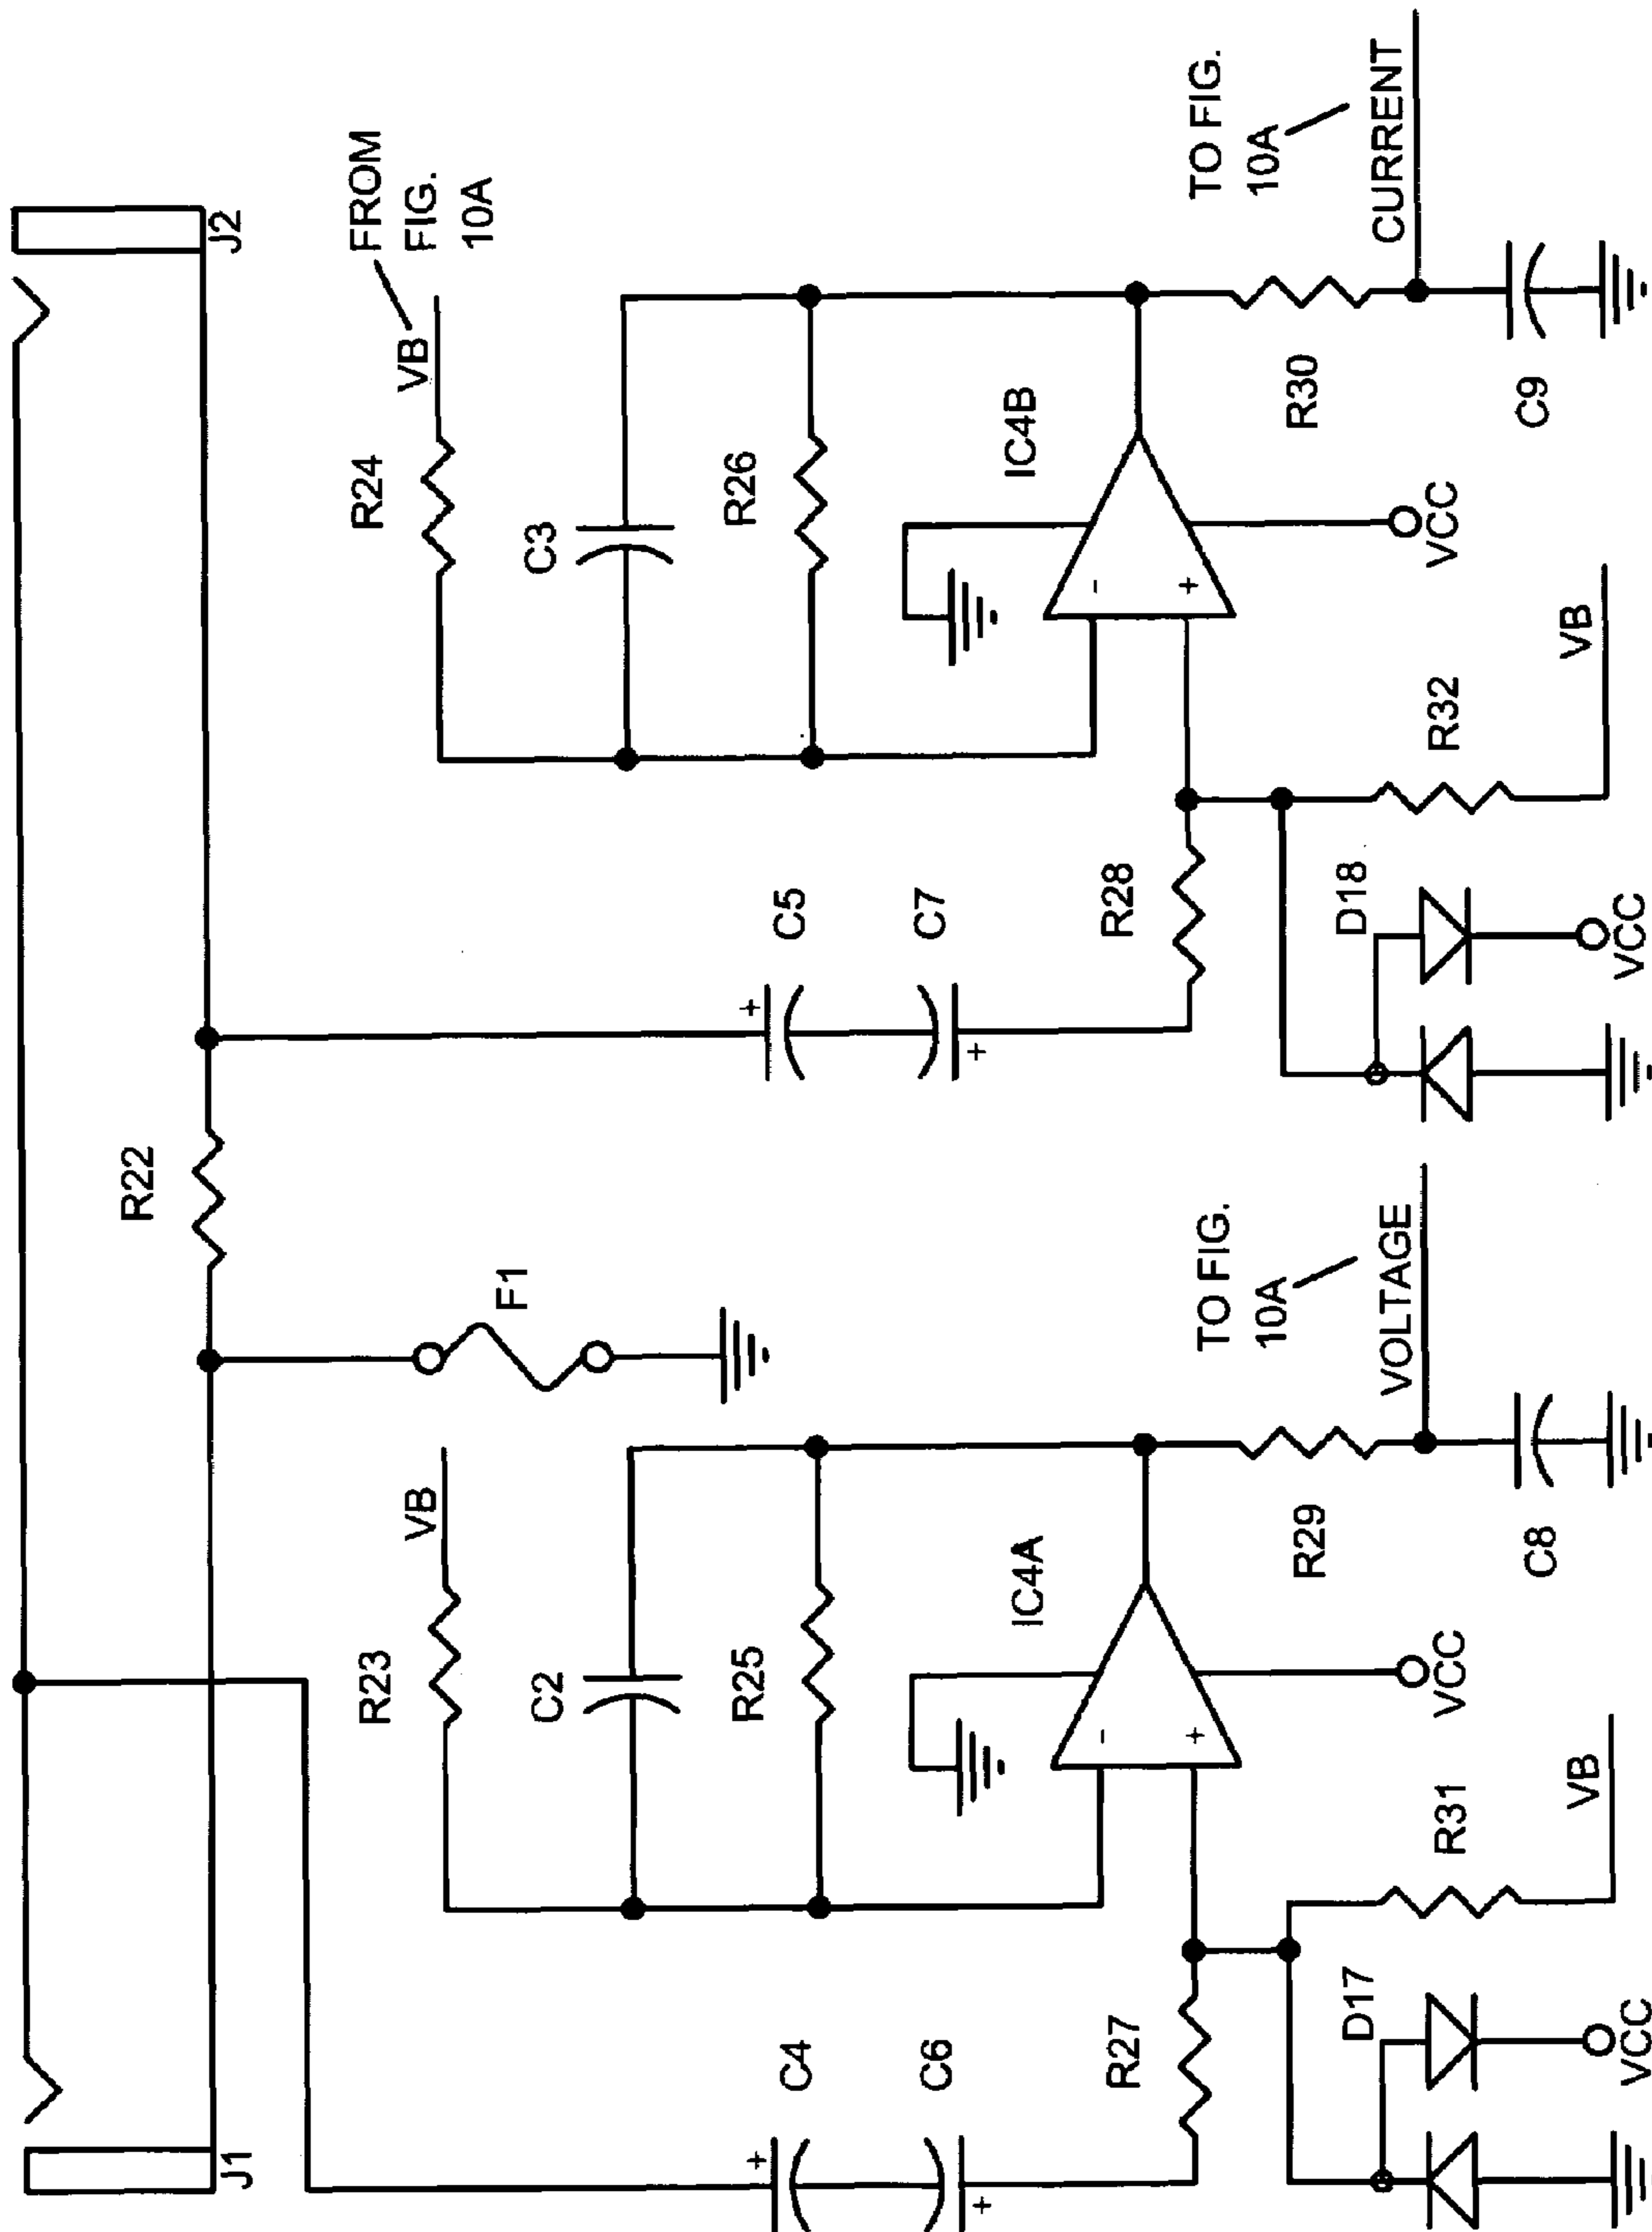 J1
J2
R22
F1
VB
FROM
FIG.
10A
R23
R24
C2
C3
R25
R26
C4
+
C6
+
C5
+
C7
+
IC4A
-
+
IC4B
-
+
R27
R28
VCC
VCC
R29
R30
TO FIG.
10A
VOLTAGE
TO FIG.
10A
CURRENT
D17
R31
D18
R32
C8
C9
VCC
VB
VCC
VB
VB